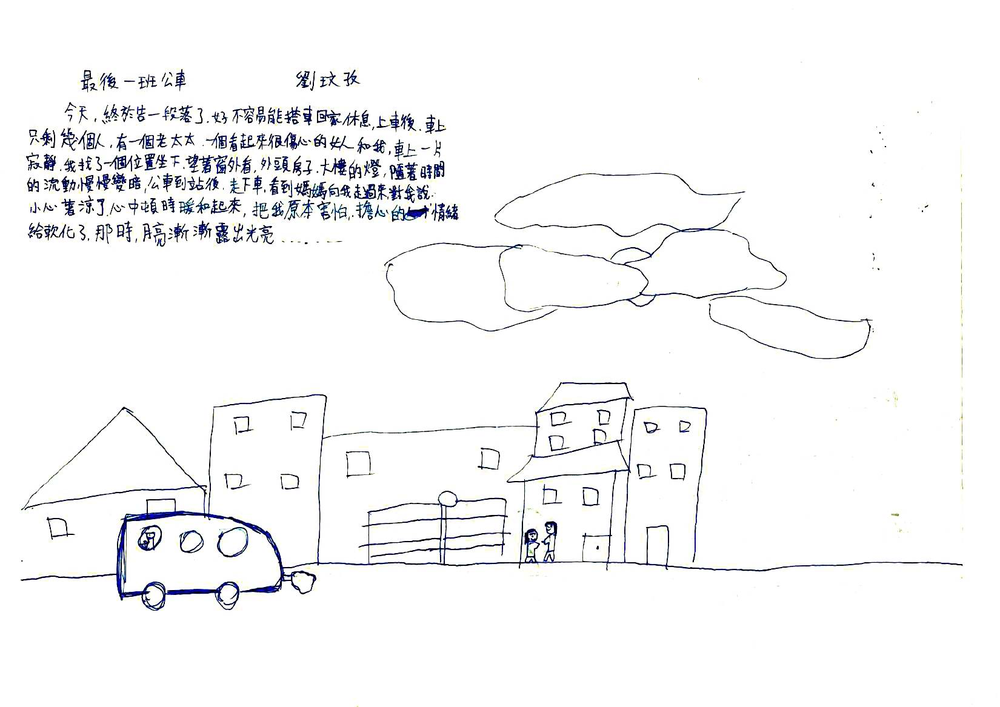 最後一班公車 劉玟孜
今天,終於告一段落了.好不容易能搭車回家休息,上車後.車上
只剩幾個人,有一個老太太.一個看起來很傷心的女人和我,車上一片
寂靜.我找了一個位置坐下.望著窗外看,外頭房子.大樓的燈,隨著時間
的流動慢慢變暗,公車到站後.走下車,看到媽媽向我走過來,對我說.
小心著涼了.心中頓時暖和起來,把我原本害怕,.擔心的情緒
給軟化了,那時,月亮漸漸露出光亮.........